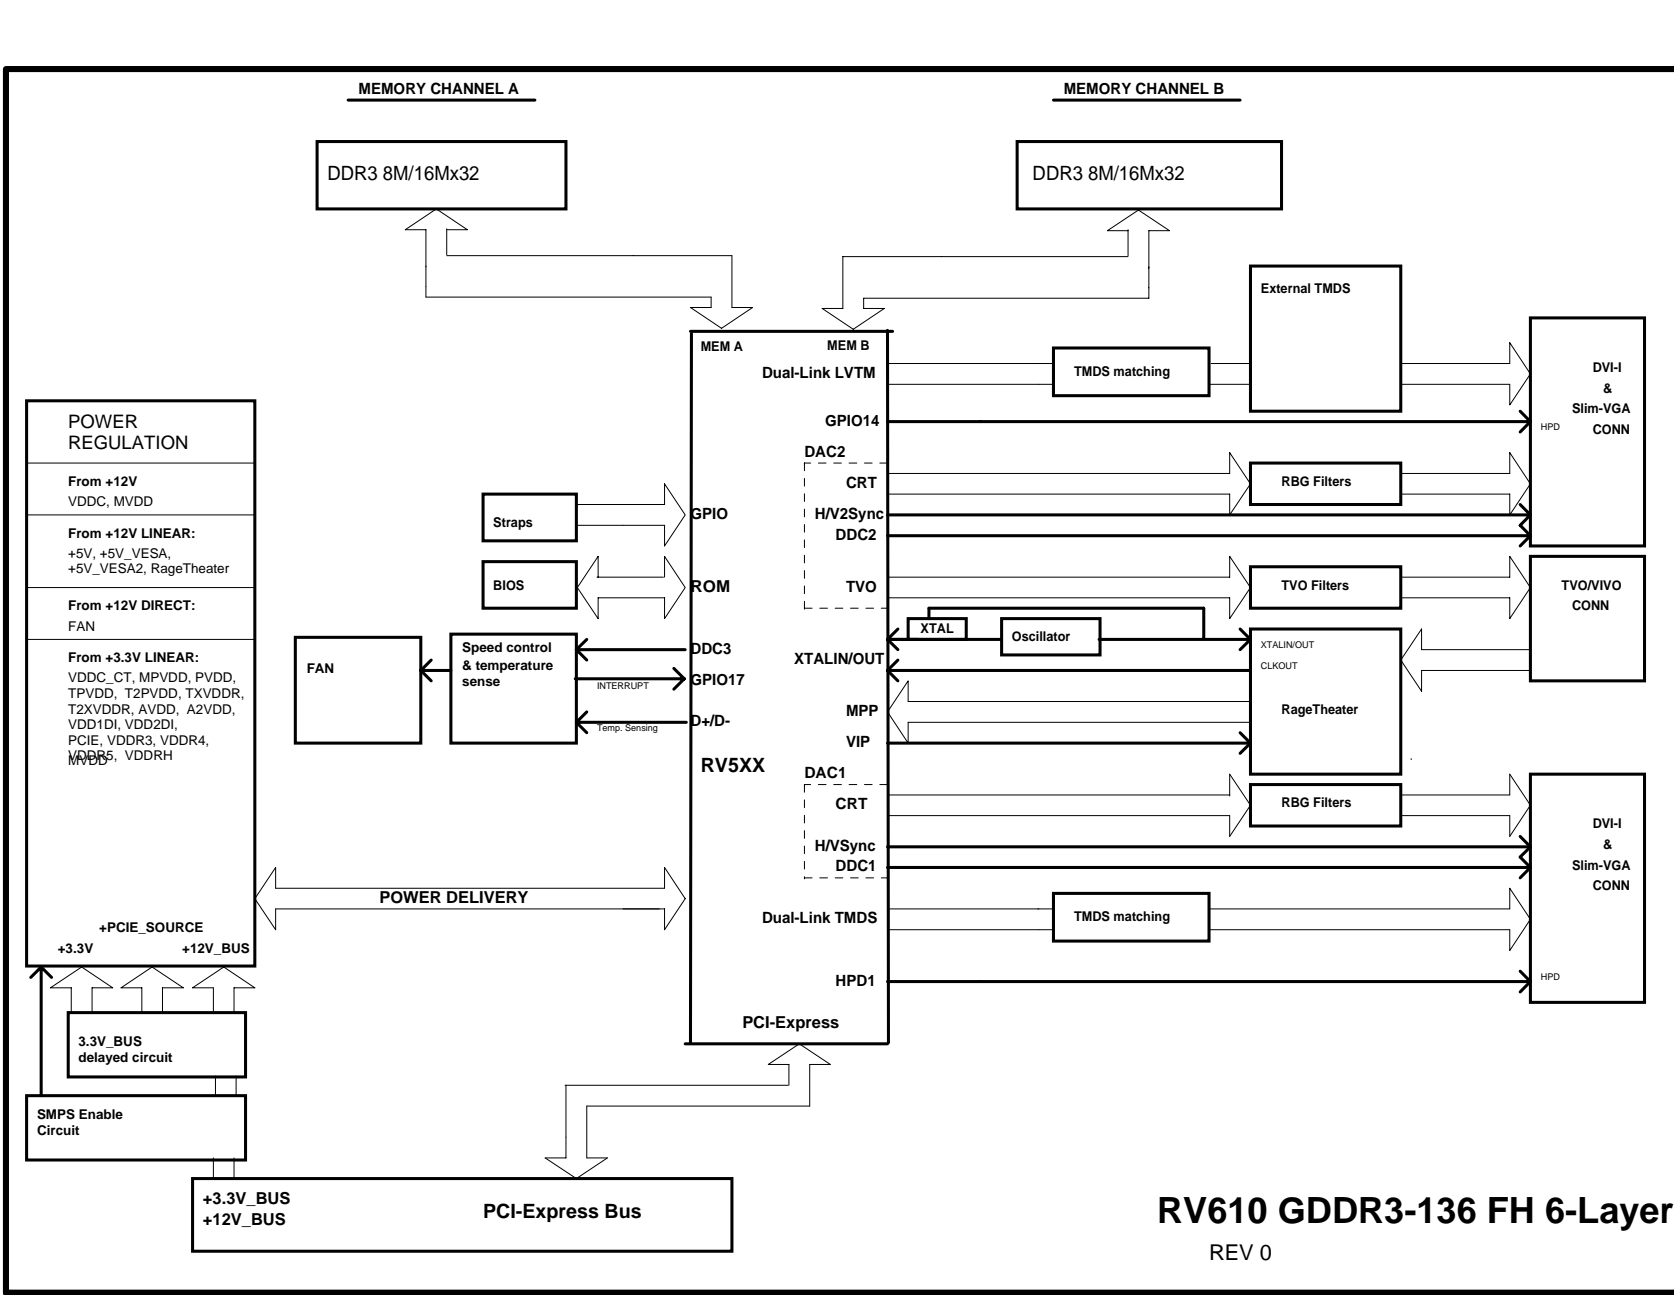 MEMORY CHANNEL A
MEMORY CHANNEL B
DDR3 8M/16Mx32
DDR3 8M/16Mx32
External TMDS
MEM A
MEM B
Dual-Link LVTM
TMDS matching
DVI-I
&
Slim-VGA
CONN
HPD
GPIO14
DAC2
CRT
RBG Filters
H/V2Sync
DDC2
TVO
TVO Filters
TVO/VIVO
CONN
POWER
REGULATION
From +12V
VDDC, MVDD
From +12V LINEAR:
+5V, +5V_VESA,
+5V_VESA2, RageTheater
From +12V DIRECT:
FAN
From +3.3V LINEAR:
VDDC_CT, MPVDD, PVDD,
TPVDD, T2PVDD, TXVDDR,
T2XVDDR, AVDD, A2VDD,
VDD1DI, VDD2DI,
PCIE, VDDR3, VDDR4,
VDDR5, VDDRH
MVDD
+PCIE_SOURCE
+3.3V
+12V_BUS
Straps
GPIO
BIOS
ROM
FAN
Speed control
& temperature
sense
DDC3
INTERRUPT
GPIO17
Temp. Sensing
D+/D-
RV5XX
XTAL
Oscillator
XTALIN/OUT
XTALIN/OUT
CLKOUT
RageTheater
MPP
VIP
DAC1
CRT
RBG Filters
H/VSync
DDC1
DVI-I
&
Slim-VGA
CONN
POWER DELIVERY
Dual-Link TMDS
TMDS matching
HPD1
HPD
PCI-Express
3.3V_BUS
delayed circuit
SMPS Enable
Circuit
+3.3V_BUS
+12V_BUS
PCI-Express Bus
RV610 GDDR3-136 FH 6-Layer
REV 0